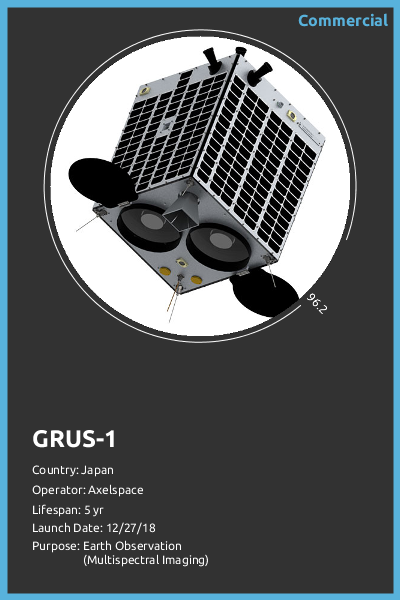 Commercial
96.2
GRUS-1
Country: Japan
Operator: Axelspace
Lifespan: 5 yr
Launch Date: 12/27/18
Purpose: Earth Observation
(Multispectral Imaging)